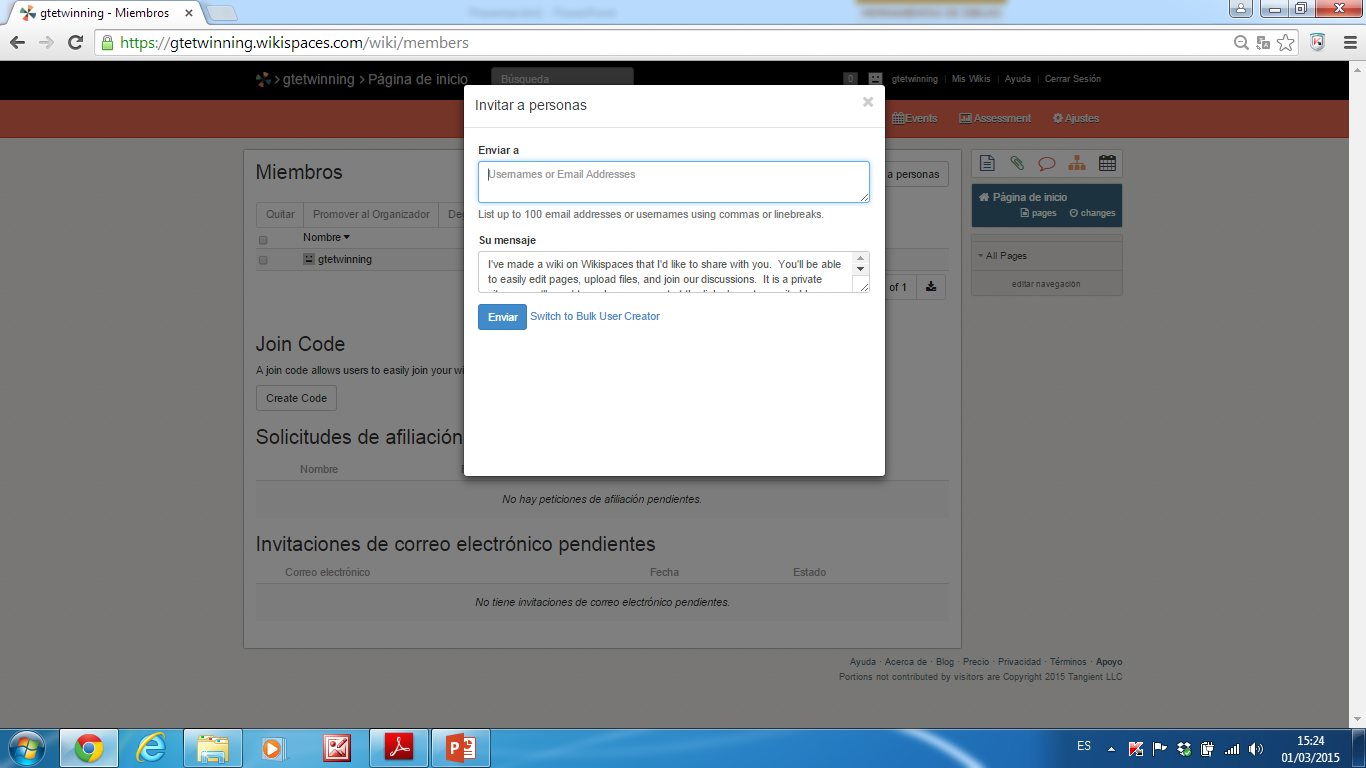 gtetwinning - Miembros
https://gtetwinning.wikispaces.com/wiki/members
gtetwinning Página de inicio
Búsqueda
0 gtetwinning Mis Wikis Ayuda Cerrar Sesión
Events Assessment Ajustes
Invitar a personas
Enviar a
Usernames or Email Addresses
List up to 100 email addresses or usernames using commas or linebreaks.
Su mensaje
I've made a wiki on Wikispaces that I'd like to share with you. You'll be able
to easily edit pages, upload files, and join our discussions. It is a private
Enviar Switch to Bulk User Creator
Miembros
a personas
Quitar Promover al Organizador
Nombre
gtetwinning
of 1
Join Code
A join code allows users to easily join your
Create Code
Solicitudes de afiliación
Nombre
No hay peticiones de afiliación pendientes.
Invitaciones de correo electrónico pendientes
Correo electrónico Fecha Estado
No tiene invitaciones de correo electrónico pendientes.
Página de inicio
pages changes
All Pages
editar navegación
Ayuda · Acerca de · Blog · Precio · Privacidad · Términos · Apoyo
Portions not contributed by visitors are Copyright 2015 Tangient LLC
ES
15:24
01/03/2015